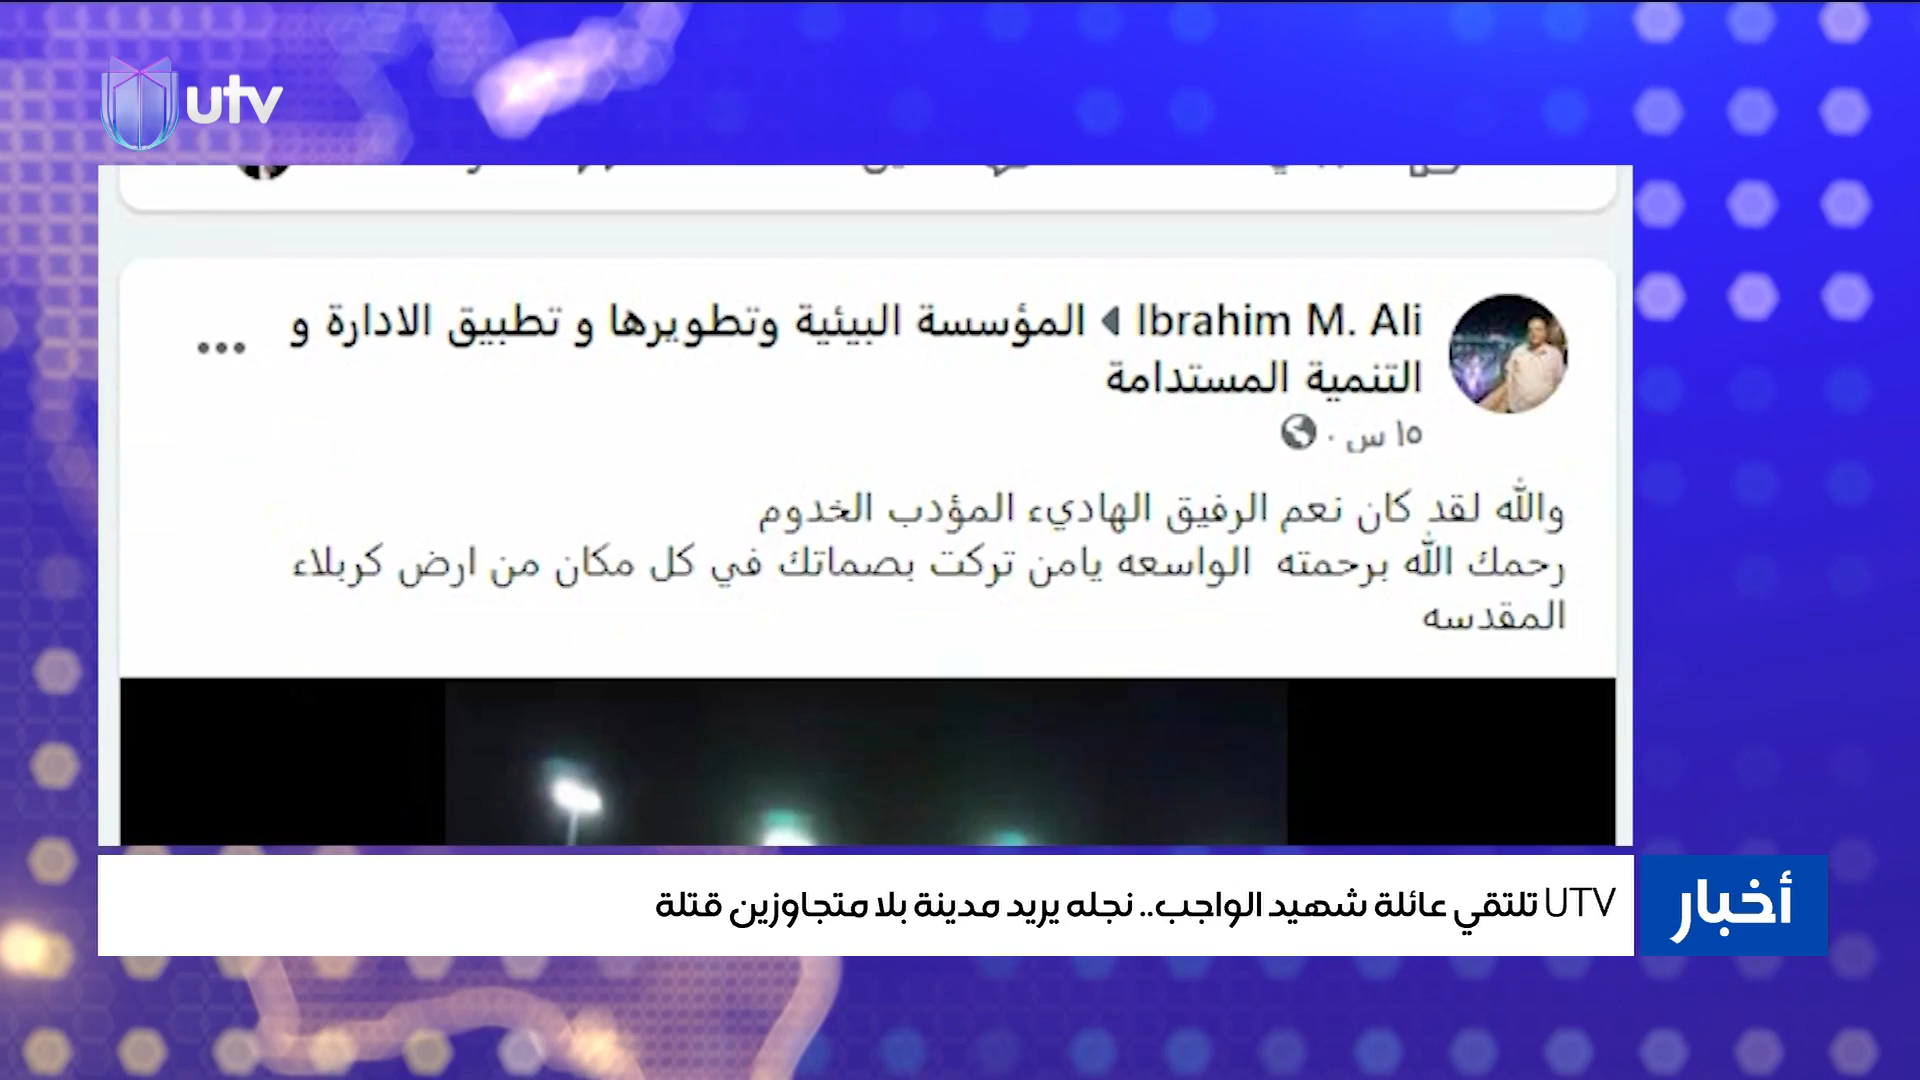 utv
Ibrahim M. Ali ◀ المؤسسة البيئية وتطويرها و تطبيق الادارة و
التنمية المستدامة
١٥ س ·
والله لقد كان نعم الرفيق الهاديء المؤدب الخدوم
رحمك الله برحمته الواسعه يامن تركت بصماتك في كل مكان من ارض كربلاء
المقدسه
أخبار
UTV تلتقي عائلة شهيد الواجب.. نجله يريد مدينة بلا متجاوزين قتلة